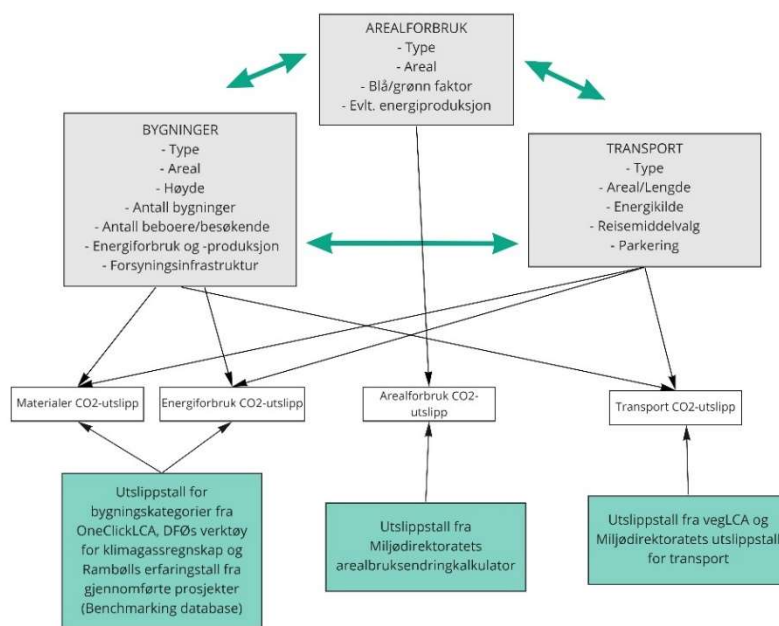 AREALFORBRUK
- Type
- Areal
- Blå/grønn faktor
- Evlt. energiproduksjon
BYGNINGER
- Type
- Areal
- Høyde
- Antall bygninger
- Antall beboere/besøkende
- Energiforbruk og -produksjon
- Forsyningsinfrastruktur
TRANSPORT
- Type
- Areal/Lengde
- Energikilde
- Reisemiddelvalg
- Parkering
Materialer CO2-utslipp
Energiforbruk CO2-utslipp
Arealforbruk CO2-
utslipp
Transport CO2-utslipp
Utslippstall for
bygningskategorier fra
OneClickLCA, DFØs verktøy
for klimagassregnskap og
Rambølls erfaringstall fra
gjennomførte prosjekter
(Benchmarking database)
Utslippstall fra
Miljødirektoratets
arealbruksendringkalkulator
Utslippstall fra vegLCA og
Miljødirektoratets utslippstall
for transport